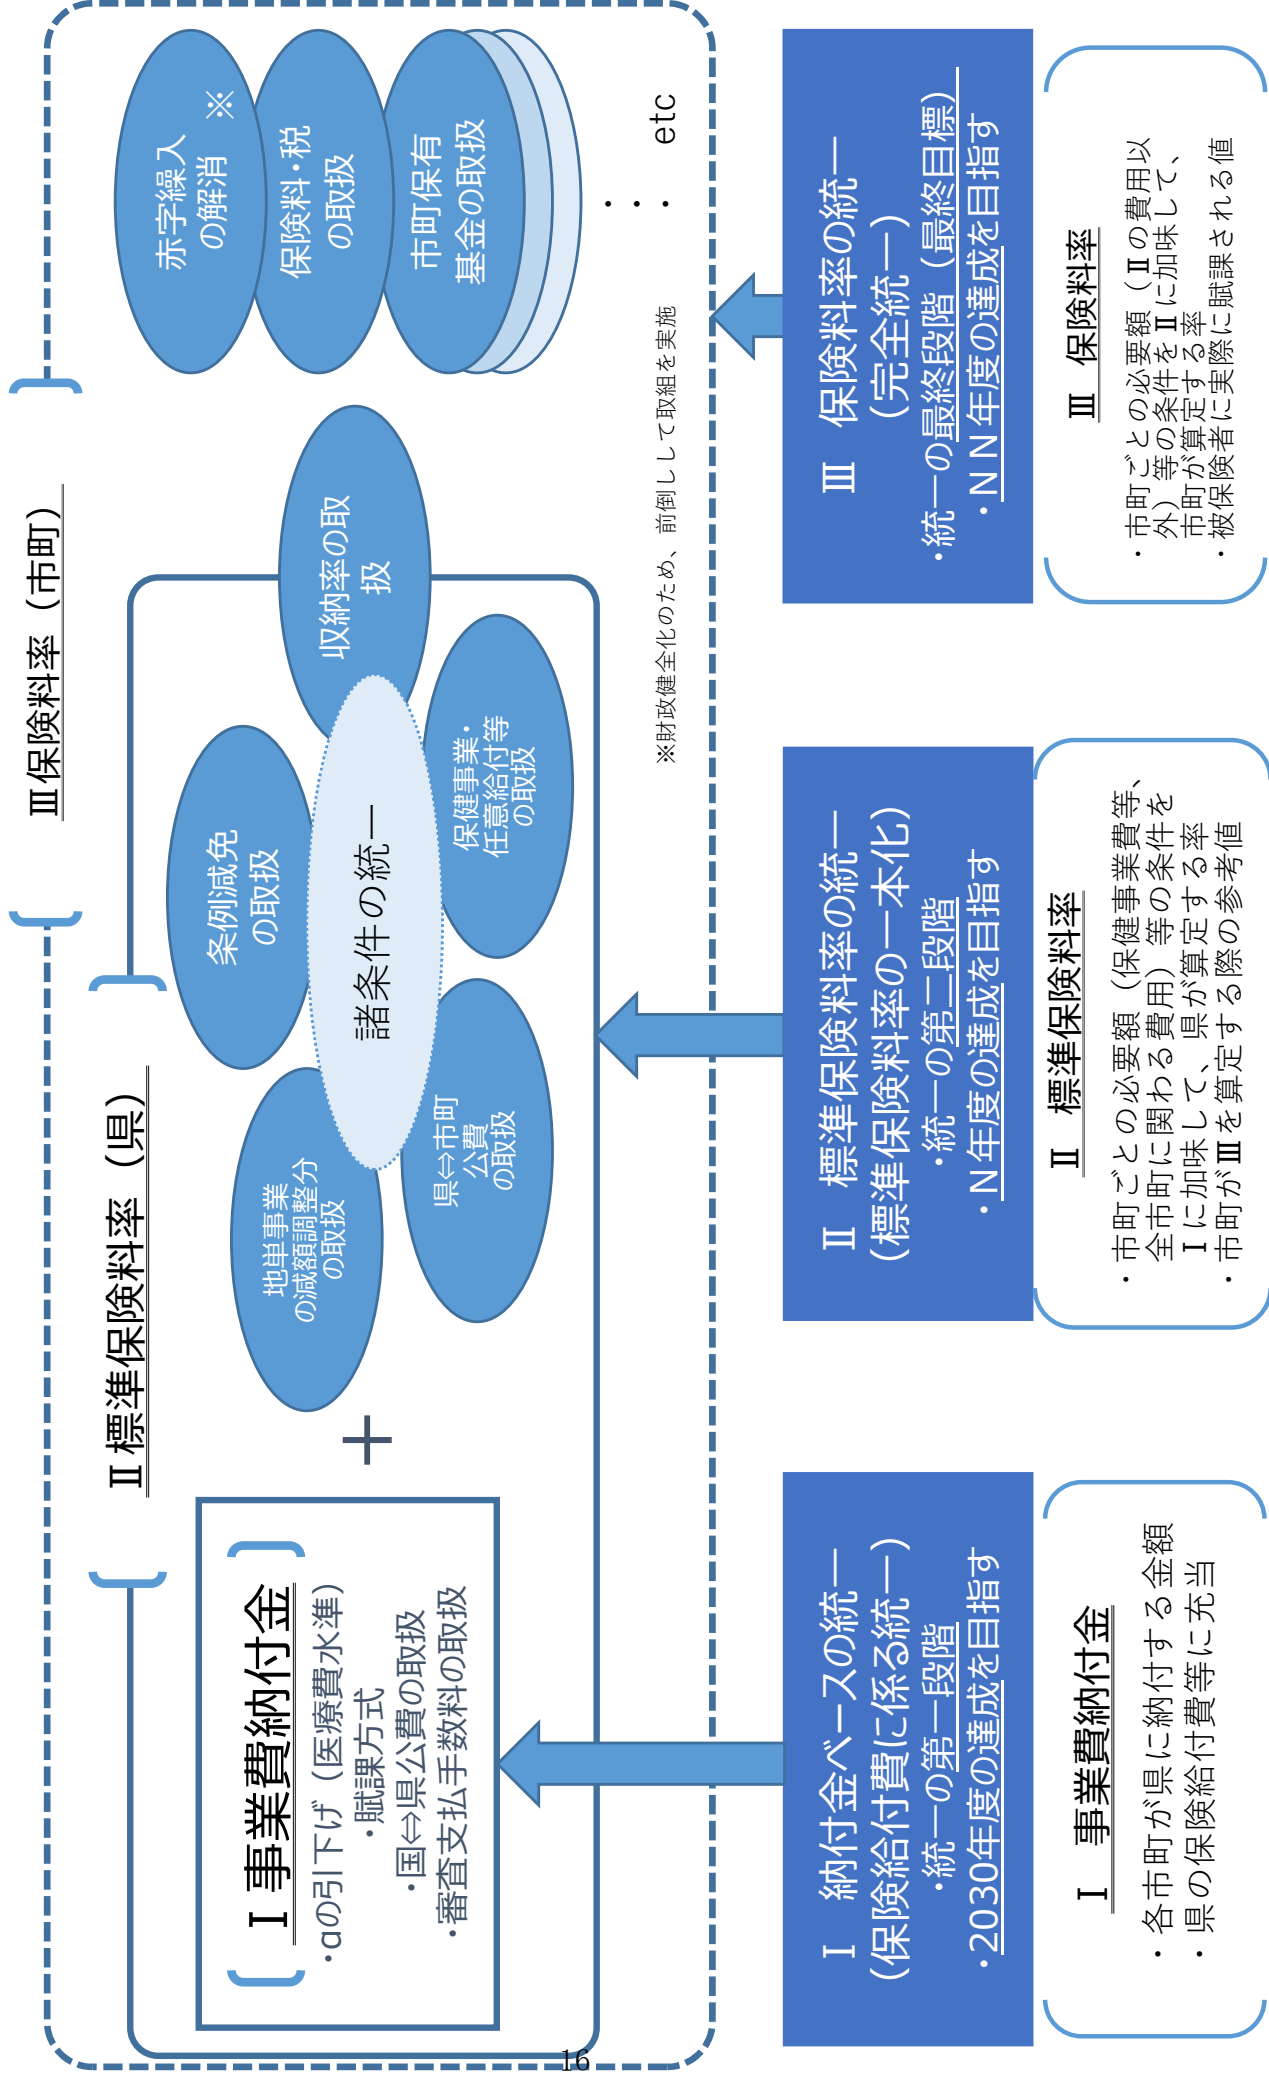 Ⅲ保険料率（市町）
Ⅱ標準保険料率（県）
Ⅰ事業費納付金
・αの引下げ（医療費水準）
・賦課方式
・国⇔県公費の取扱
・審査支払手数料の取扱
＋
地単事業
の減額調整分
の取扱
条例減免
の取扱
県⇔市町
公費
の取扱
諸条件の統一
収納率の取
扱
保健事業・
任意給付等
の取扱
赤字繰入
の解消　※
保険料・税
の取扱
市町保有
基金の取扱
・・・　etc
※財政健全化のため、前倒しして取組を実施
Ⅰ　納付金ベースの統一
（保険給付費に係る統一）
・統一の第一段階
・2030年度の達成を目指す
Ⅱ　標準保険料率の統一
（標準保険料率の一本化）
・統一の第二段階
・Ｎ年度の達成を目指す
Ⅲ　保険料率の統一
（完全統一）
・統一の最終段階（最終目標）
・ＮＮ年度の達成を目指す
Ⅰ　事業費納付金
・各市町が県に納付する金額
・県の保険給付費等に充当
Ⅱ　標準保険料率
・市町ごとの必要額（保健事業費等、
全市町に関わる費用）等の条件を
Ⅰに加味して、県が算定する率
・市町がⅢを算定する際の参考値
Ⅲ　保険料率
・市町ごとの必要額（Ⅱの費用以
外）等の条件をⅡに加味して、
市町が算定する率
・被保険者に実際に賦課される値
16